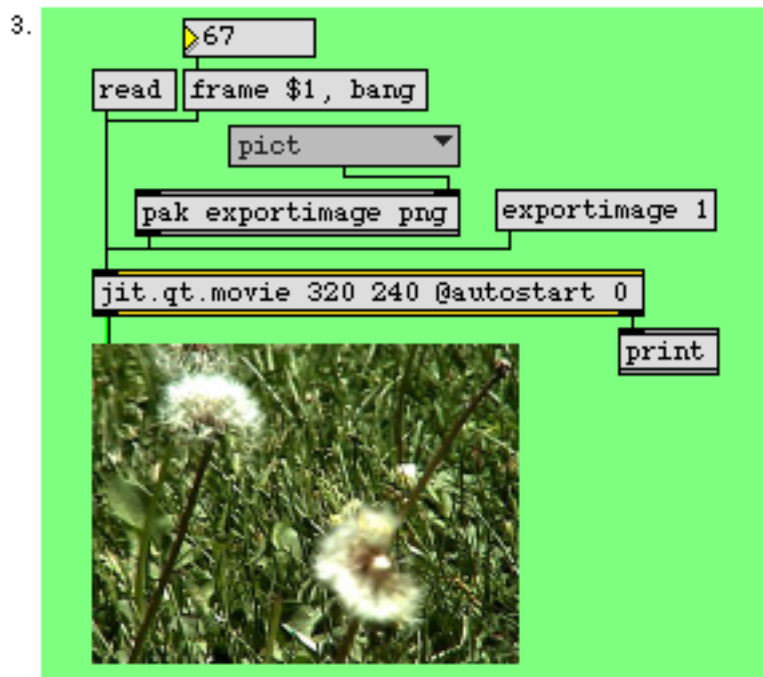 3.
67
read
frame $1, bang
pict
pak exportimage png
exportimage 1
jit.qt.movie 320 240 @autostart 0
print